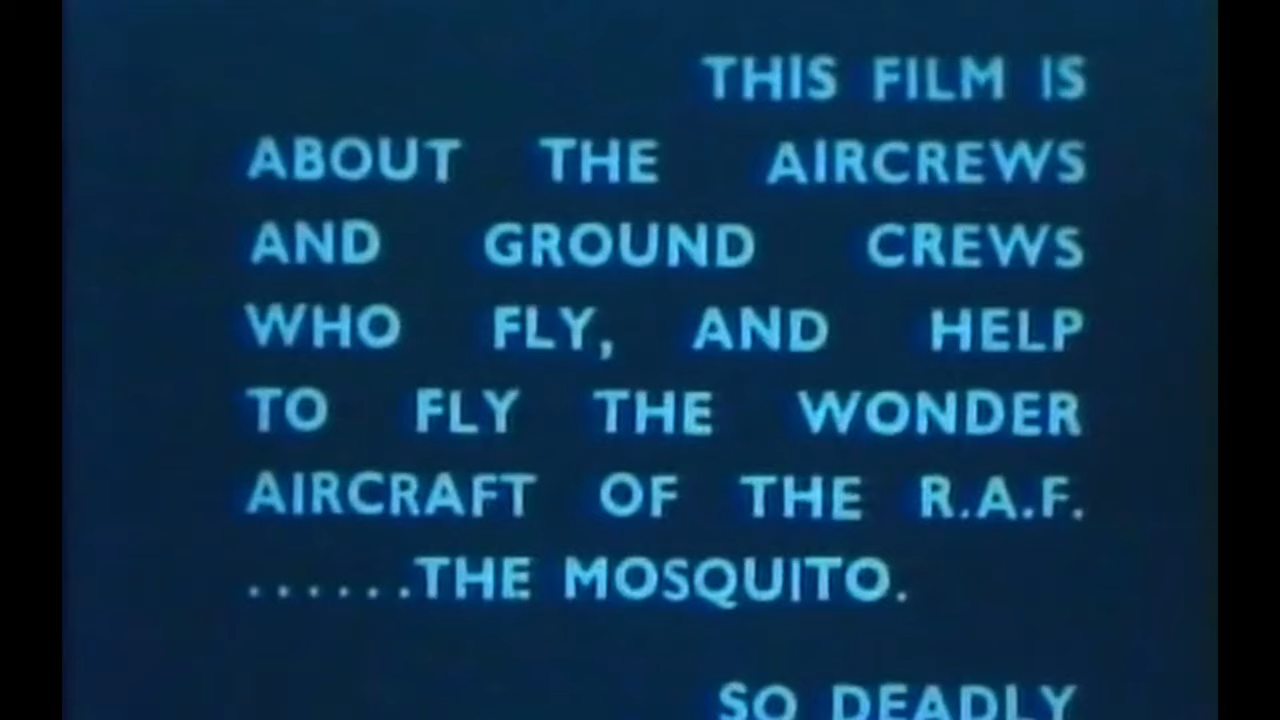 THIS FILM IS
ABOUT THE AIRCREWS
AND GROUND CREWS
WHO FLY, AND HELP
TO FLY THE WONDER
AIRCRAFT OF THE R.A.F.
......THE MOSQUITO.
SO DEADLY